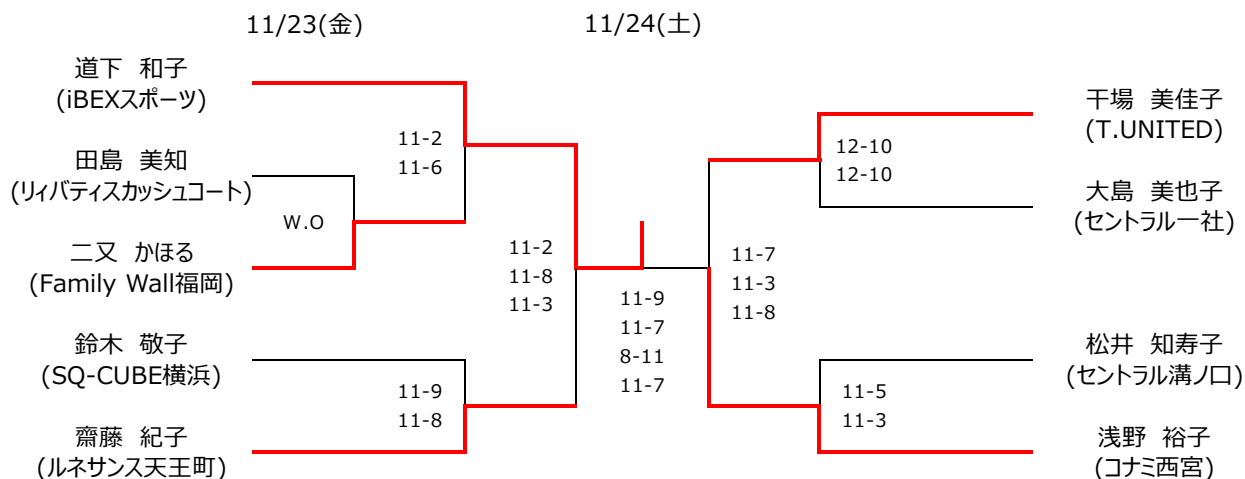 11/23(金)
11/24(土)
道下 和子
(iBEXスポーツ)
田島 美知
(リィバティスカッシュコート)
二又 かほる
(Family Wall福岡)
鈴木 敬子
(SQ-CUBE横浜)
齋藤 紀子
(ルネサンス天王町)
W.O
11-2
11-6
11-9
11-8
11-2
11-8
11-3
11-9
11-7
8-11
11-7
11-7
11-3
11-8
12-10
12-10
11-5
11-3
干場 美佳子
(T.UNITED)
大島 美也子
(セントラル一社)
松井 知寿子
(セントラル溝ノ口)
浅野 裕子
(コナミ西宮)